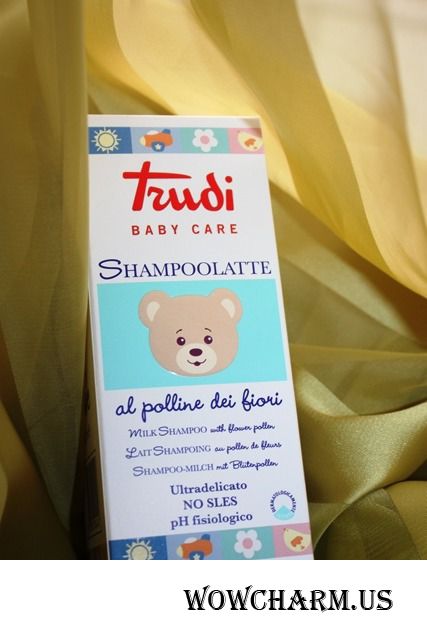 Trudi
BABY CARE
SHAMPOOLATTE
al polline dei fiori
MILK SHAMPOO with flower pollen
LAIT SHAMPOING au pollen de fleurs
SHAMPOO-MILCH mit Blütenpollen
Ultradelicato
NO SLES
pH fisiologico
WOWCHARM.US